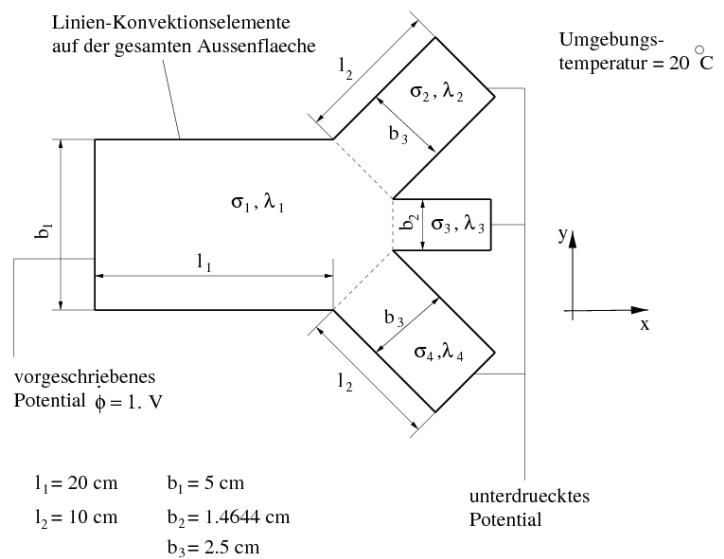 Linien-Konvektionselemente
auf der gesamten Aussenflaeche
Umgebungs-
temperatur = 20 °C
l₂
σ₂, λ₂
b₃
b₁
σ₁, λ₁
b₂
σ₃, λ₃
y
l₁
x
b₃
σ₄,λ₄
l₂
vorgeschriebenes
Potential ϕ = 1. V
l₁= 20 cm
b₁= 5 cm
l₂= 10 cm
b₂= 1.4644 cm
b₃= 2.5 cm
unterdruecktes
Potential